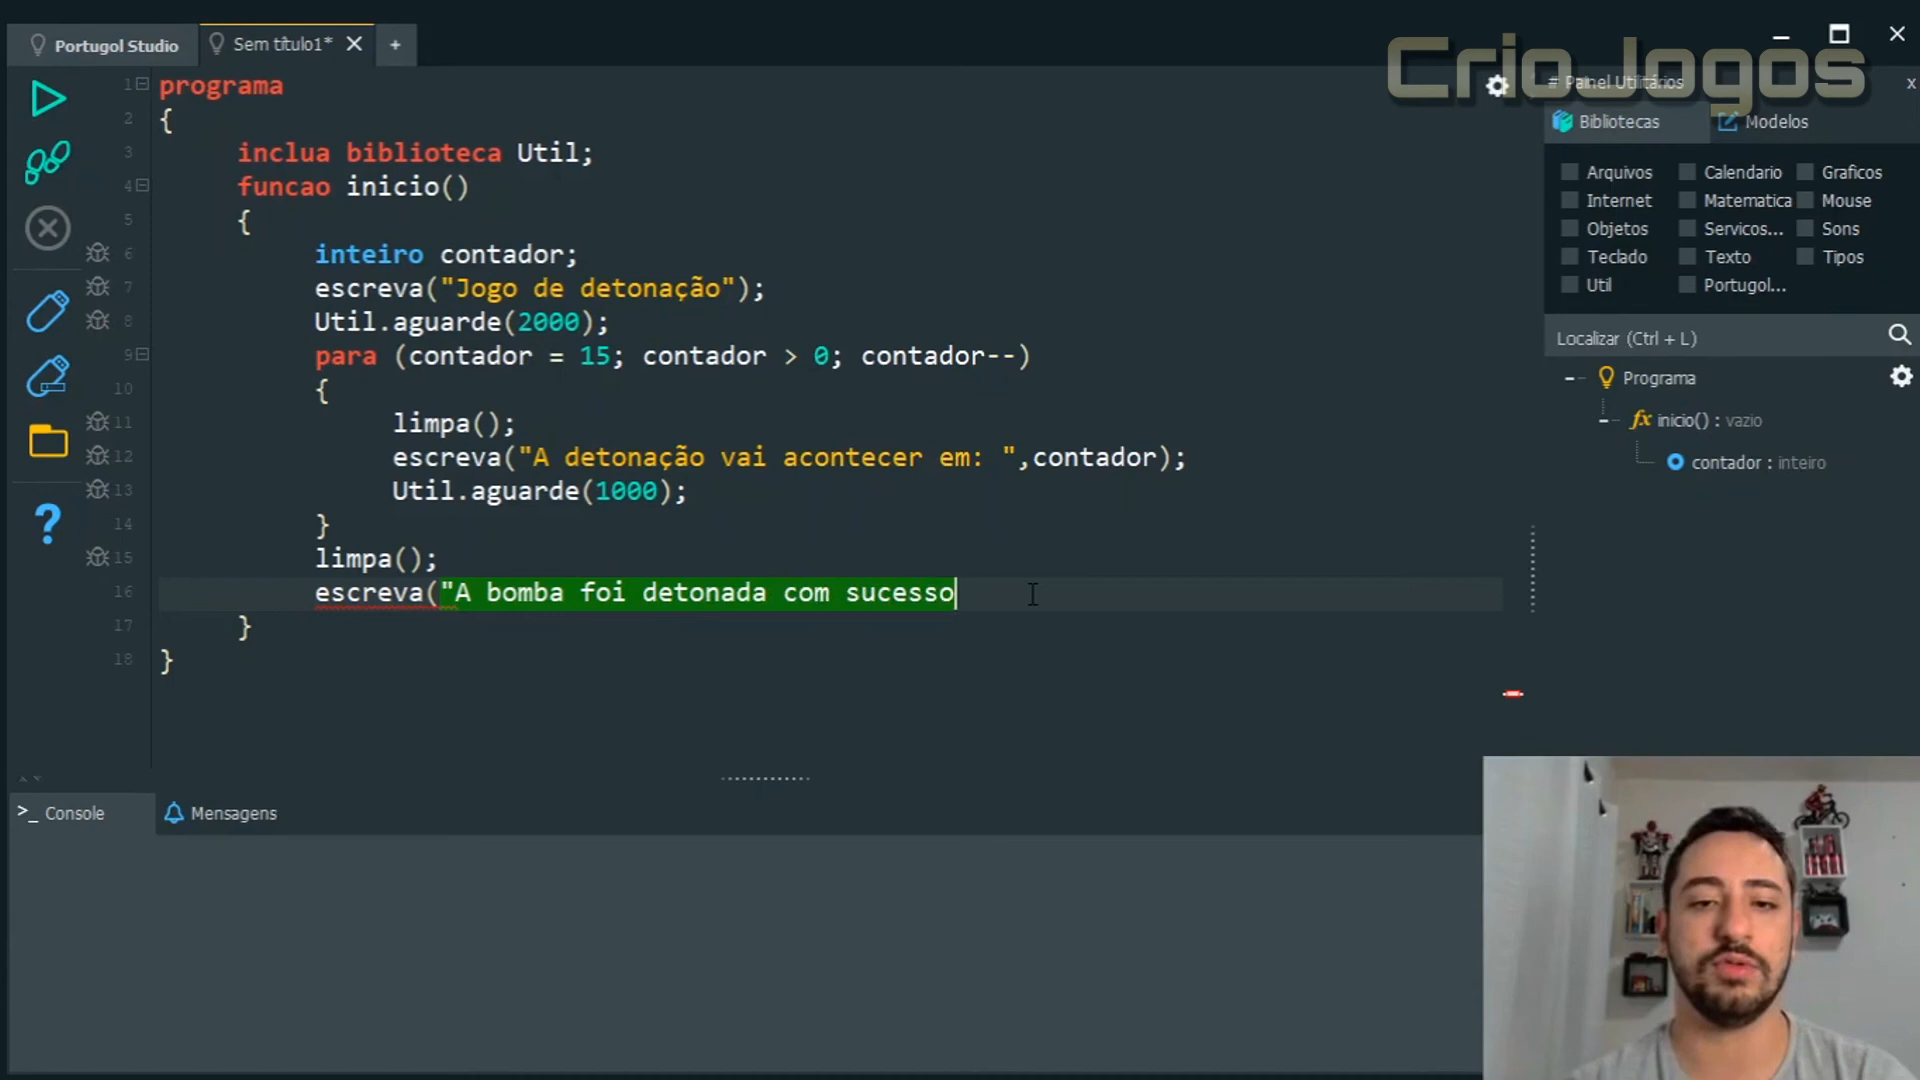 Portugol Studio
Sem título1*
+
CrioJogos
# Painel Utilitários
x
Bibliotecas
Modelos
Arquivos
Calendario
Graficos
Internet
Matematica
Mouse
Objetos
Servicos...
Sons
Teclado
Texto
Tipos
Util
Portugol...
Localizar (Ctrl + L)
Programa
fx inicio() : vazio
contador : inteiro
1 programa
2 {
3 inclua biblioteca Util;
4 funcao inicio()
5 {
6 inteiro contador;
7 escreva("Jogo de detonação");
8 Util.aguarde(2000);
9 para (contador = 15; contador > 0; contador--)
10 {
11 limpa();
12 escreva("A detonação vai acontecer em: ",contador);
13 Util.aguarde(1000);
14 }
15 limpa();
16 escreva("A bomba foi detonada com sucesso
17 }
18 }
?
>_ Console
Mensagens